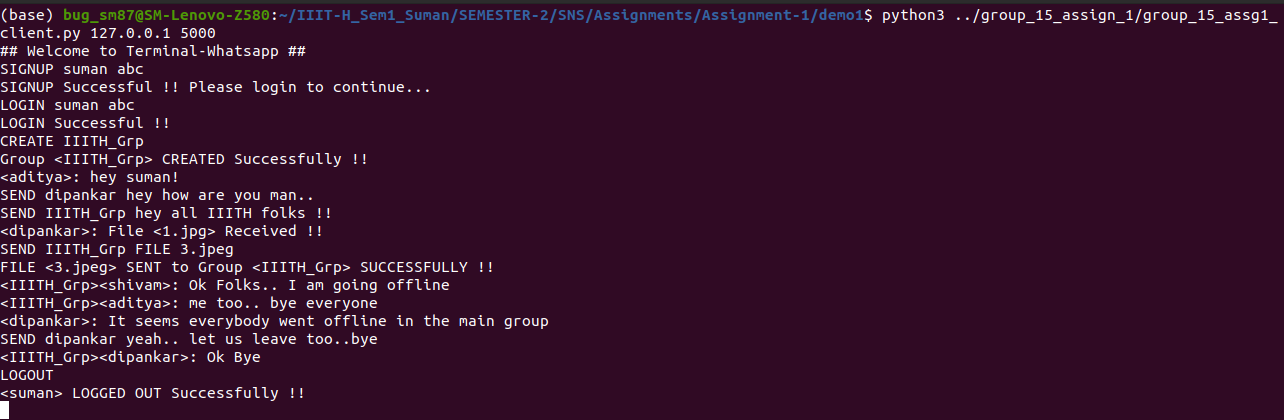 (base) bug_sm87@SM-Lenovo-Z580:~/IIIT-H_Sem1_Suman/SEMESTER-2/SNS/Assignments/Assignment-1/demo1$ python3 ../group_15_assign_1/group_15_assg1_
client.py 127.0.0.1 5000
## Welcome to Terminal-Whatsapp ##
SIGNUP suman abc
SIGNUP Successful !! Please login to continue...
LOGIN suman abc
LOGIN Successful !!
CREATE IIITH_Grp
Group <IIITH_Grp> CREATED Successfully !!
<aditya>: hey suman!
SEND dipankar hey how are you man..
SEND IIITH_Grp hey all IIITH folks !!
<dipankar>: File <1.jpg> Received !!
SEND IIITH_Grp FILE 3.jpeg
FILE <3.jpeg> SENT to Group <IIITH_Grp> SUCCESSFULLY !!
<IIITH_Grp><shivam>: Ok Folks.. I am going offline
<IIITH_Grp><aditya>: me too.. bye everyone
<dipankar>: It seems everybody went offline in the main group
SEND dipankar yeah.. let us leave too..bye
<IIITH_Grp><dipankar>: Ok Bye
LOGOUT
<suman> LOGGED OUT Successfully !!